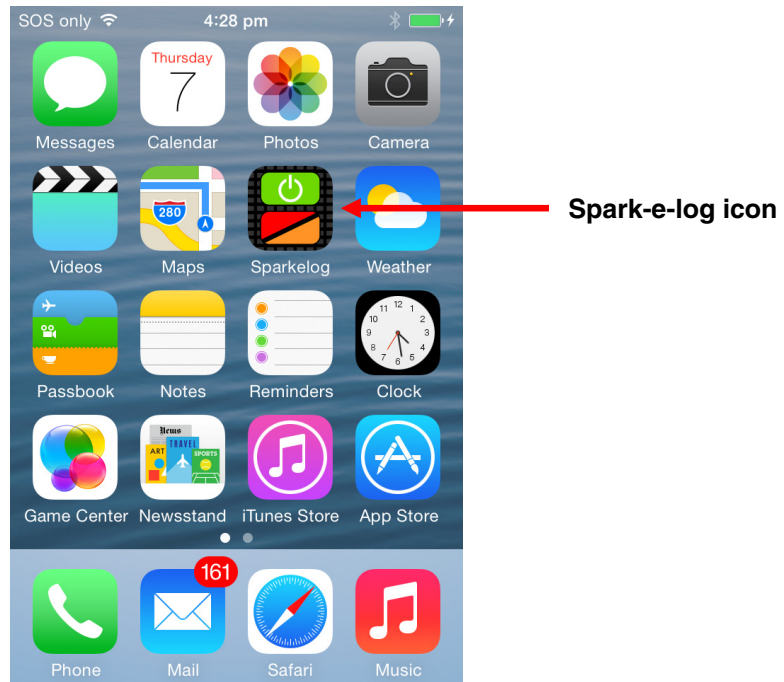 SOS only 4:28 pm
Thursday
7
Messages Calendar Photos Camera
280
Spark-e-log icon
Videos Maps Sparkelog Weather
11 12 1
10 2
9 3
8 4
7 6 5
Passbook Notes Reminders Clock
News
ART TRAVEL SPORTS
Game Center Newsstand iTunes Store App Store
161
Phone Mail Safari Music